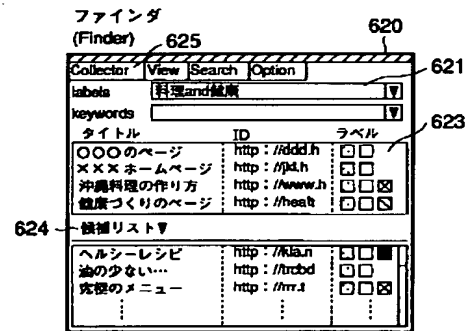 ファインダ
(Finder)
620
625
Collector View Search Option
621
labels 料理and健康
keywords
タイトル ID ラベル
623
○○○のページ http://ddd.h
×××ホームページ http://jkl.h
沖縄料理の作り方 http://www.h
健康づくりのページ http://healt
624 候補リスト▼
ヘルシーレシピ http://kla.n
油の少ない… http://trcbd
究極のメニュー http://rrr.t